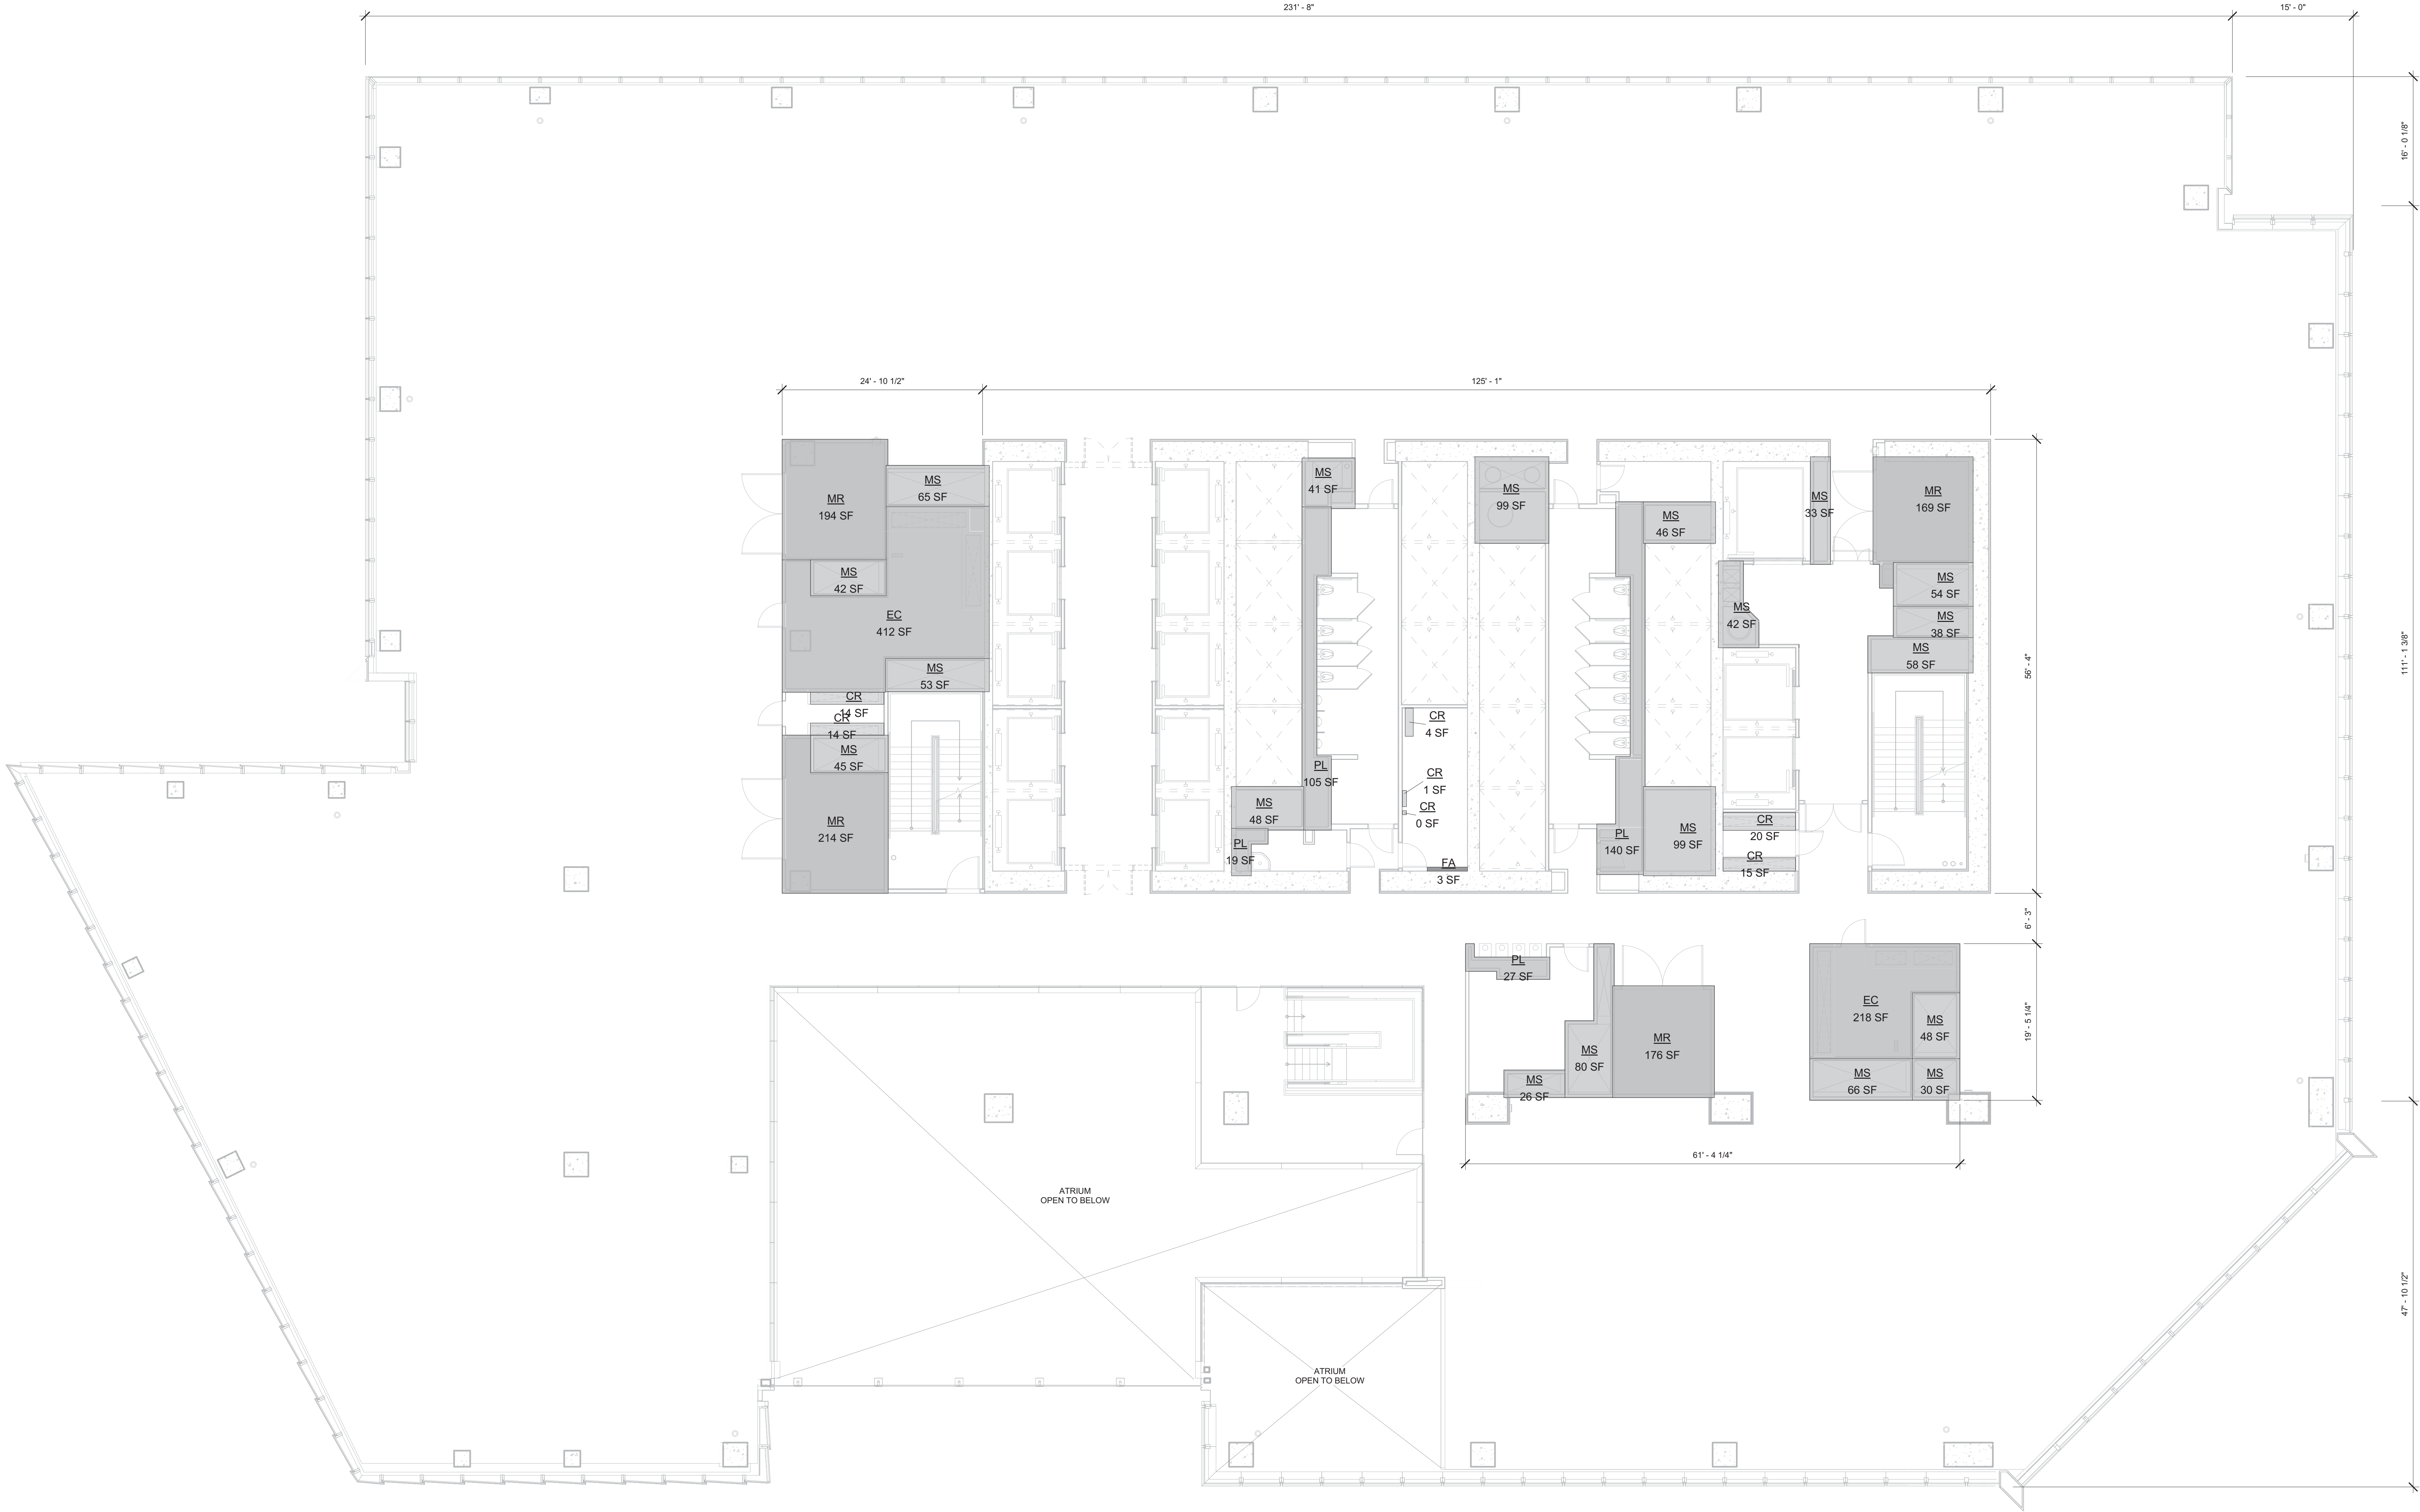 231' - 8"
15' - 0"
16' - 0 1/8"
24' - 10 1/2"
125' - 1"
MR
194 SF
MS
65 SF
MS
42 SF
EC
412 SF
MS
53 SF
CR
14 SF
CR
14 SF
MS
45 SF
MR
214 SF
MS
41 SF
PL
105 SF
MS
48 SF
PL
19 SF
MS
99 SF
CR
4 SF
CR
1 SF
CR
0 SF
FA
3 SF
MS
46 SF
PL
140 SF
MS
99 SF
MS
33 SF
MS
42 SF
CR
20 SF
CR
15 SF
MR
169 SF
MS
54 SF
MS
38 SF
MS
58 SF
56' - 4"
111' - 1 3/8"
6' - 3"
19' - 5 1/4"
PL
27 SF
MS
80 SF
MS
26 SF
MR
176 SF
EC
218 SF
MS
48 SF
MS
66 SF
MS
30 SF
61' - 4 1/4"
ATRIUM
OPEN TO BELOW
ATRIUM
OPEN TO BELOW
47' - 10 1/2"